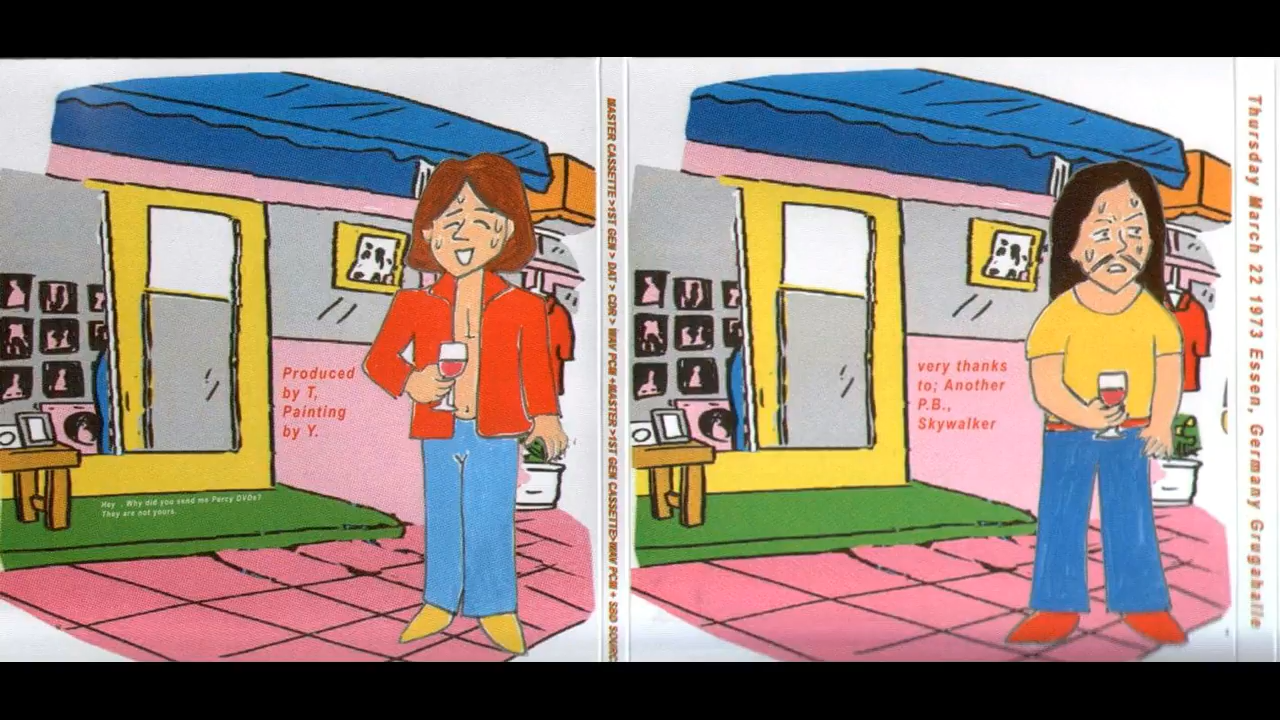 Produced
by T,
Painting
by Y.
Hey . Why did you send me Percy DVDs?
They are not yours.
MASTER CASSETTE >1ST GEN> DAT > CDR> WAV PCM +MASTER >1ST GEN CASSETTE>WAV PCM + SBD SOURC
very thanks
to; Another
P.B.,
Skywalker
Thursday March 22 1973 Essen, Germany Grugahalle